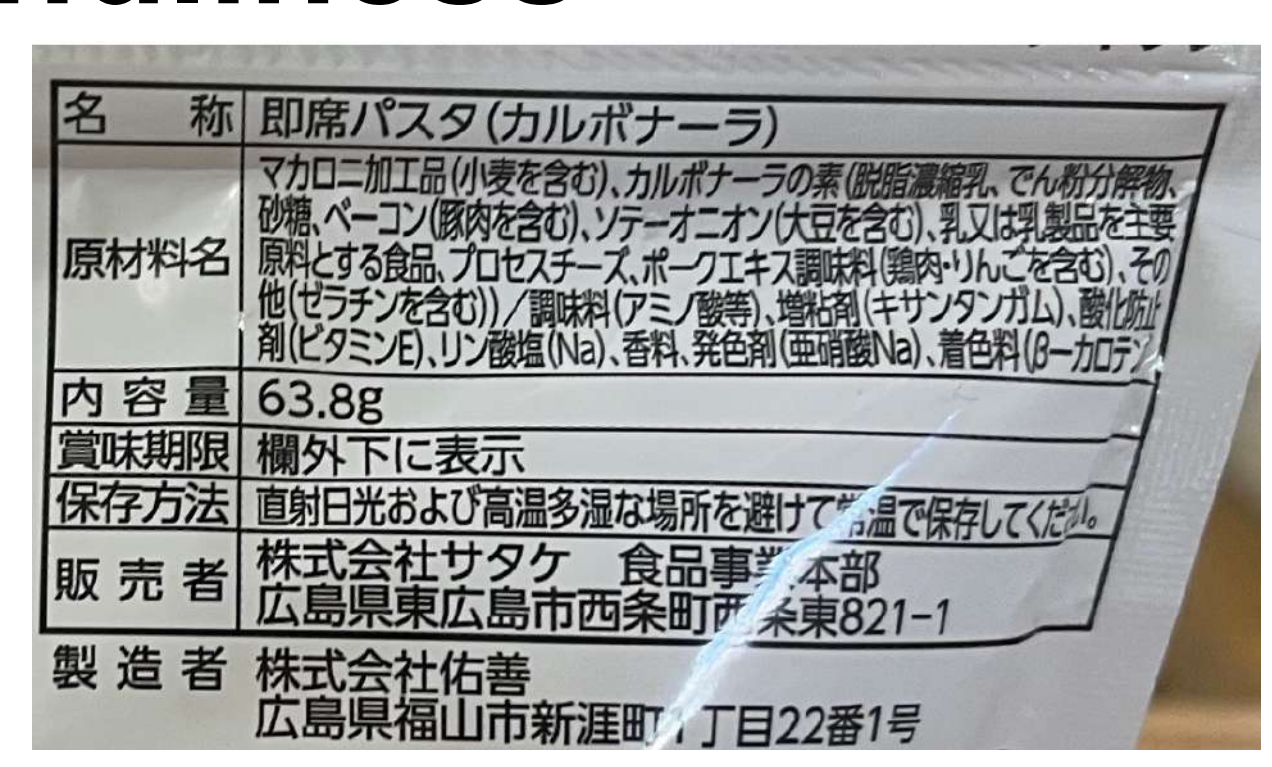 名称 即席パスタ(カルボナーラ)
原材料名 マカロニ加工品(小麦を含む)、カルボナーラの素(脱脂濃縮乳、でん粉分解物、
砂糖、ベーコン(豚肉を含む)、ソテーオニオン(大豆を含む)、乳又は乳製品を主要
原料とする食品、プロセスチーズ、ポークエキス調味料(鶏肉・りんごを含む)、その
他(ゼラチンを含む))/調味料(アミノ酸等)、増粘剤(キサンタンガム)、酸化防止
剤(ビタミンE)、リン酸塩(Na)、香料、発色剤(亜硝酸Na)、着色料(β-カロテン
内容量 63.8g
賞味期限 欄外下に表示
保存方法 直射日光および高温多湿な場所を避けて常温で保存してください。
販売者 株式会社サタケ 食品事業本部
広島県東広島市西条町西条東821-1
製造者 株式会社佑善
広島県福山市新涯町1丁目22番1号